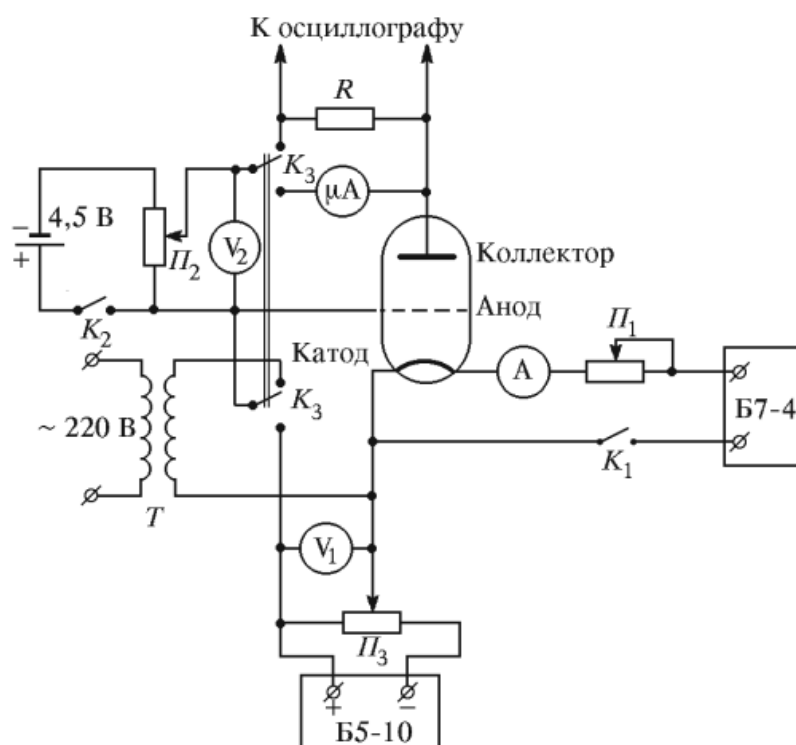 К осциллографу
R
K₃
μA
– 4,5 В
+
П₂
V₂
Коллектор
Анод
K₂
П₁
Катод
A
K₃
Б7-4
~ 220 В
K₁
T
V₁
П₃
+ –
Б5-10